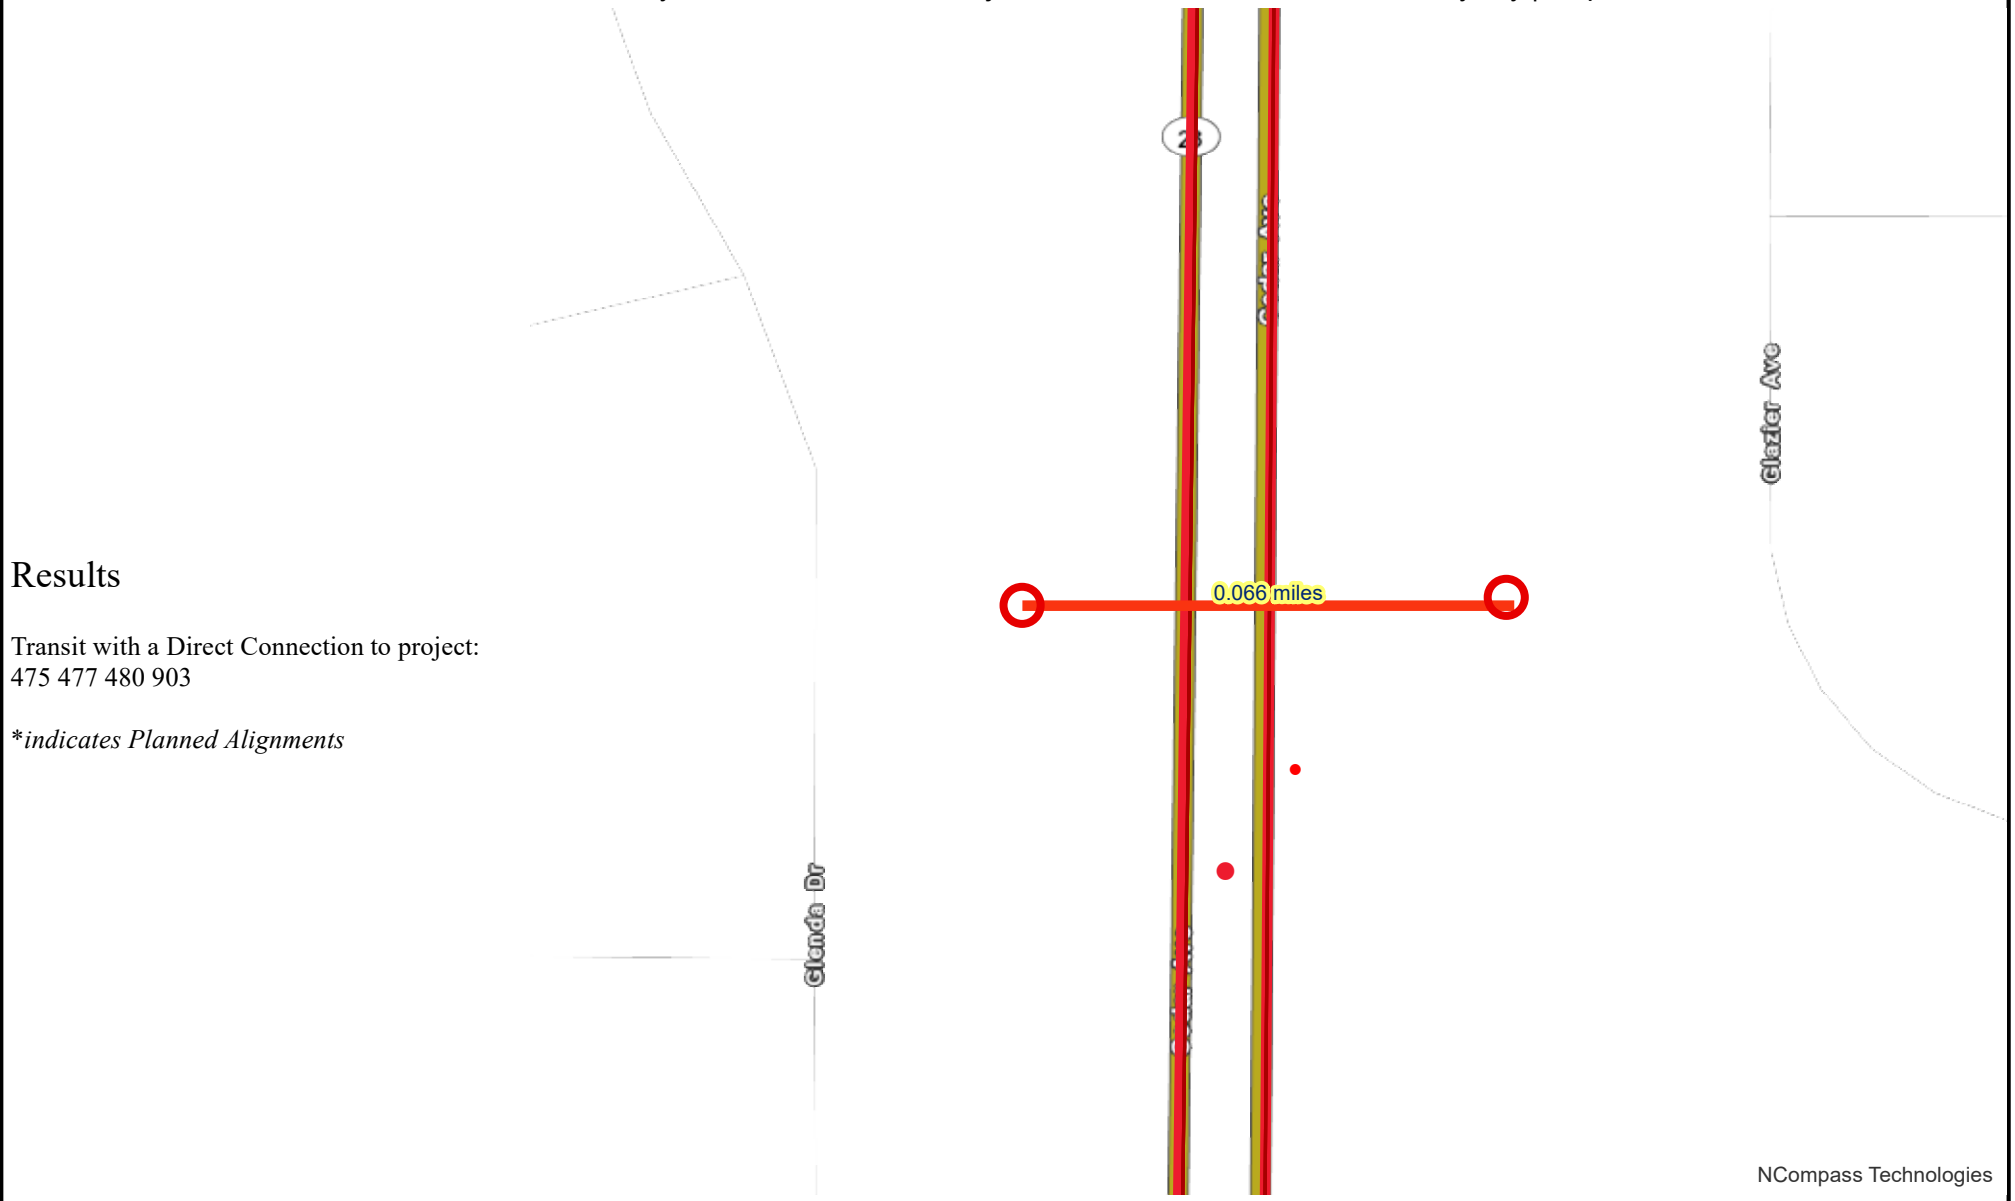 Glazier Ave
Results
0.066 miles
Transit with a Direct Connection to project:
475 477 480 903
*indicates Planned Alignments
Glenda Dr
NCompass Technologies